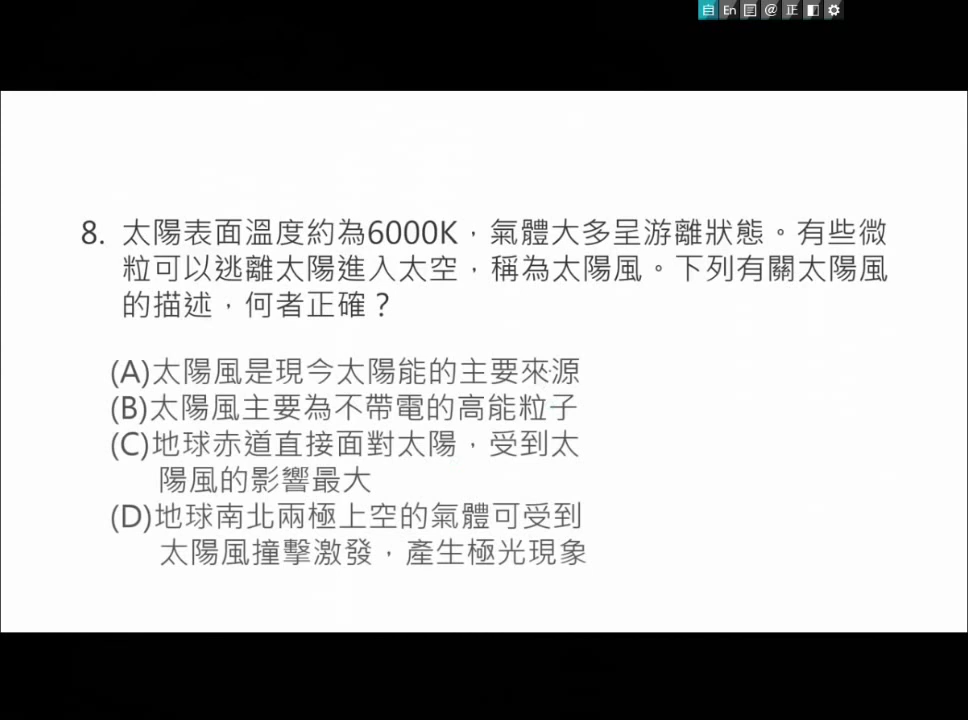 自 En @ 正
8. 太陽表面溫度約為6000K，氣體大多呈游離狀態。有些微
粒可以逃離太陽進入太空，稱為太陽風。下列有關太陽風
的描述，何者正確？
(A)太陽風是現今太陽能的主要來源
(B)太陽風主要為不帶電的高能粒子
(C)地球赤道直接面對太陽，受到太
陽風的影響最大
(D)地球南北兩極上空的氣體可受到
太陽風撞擊激發，產生極光現象